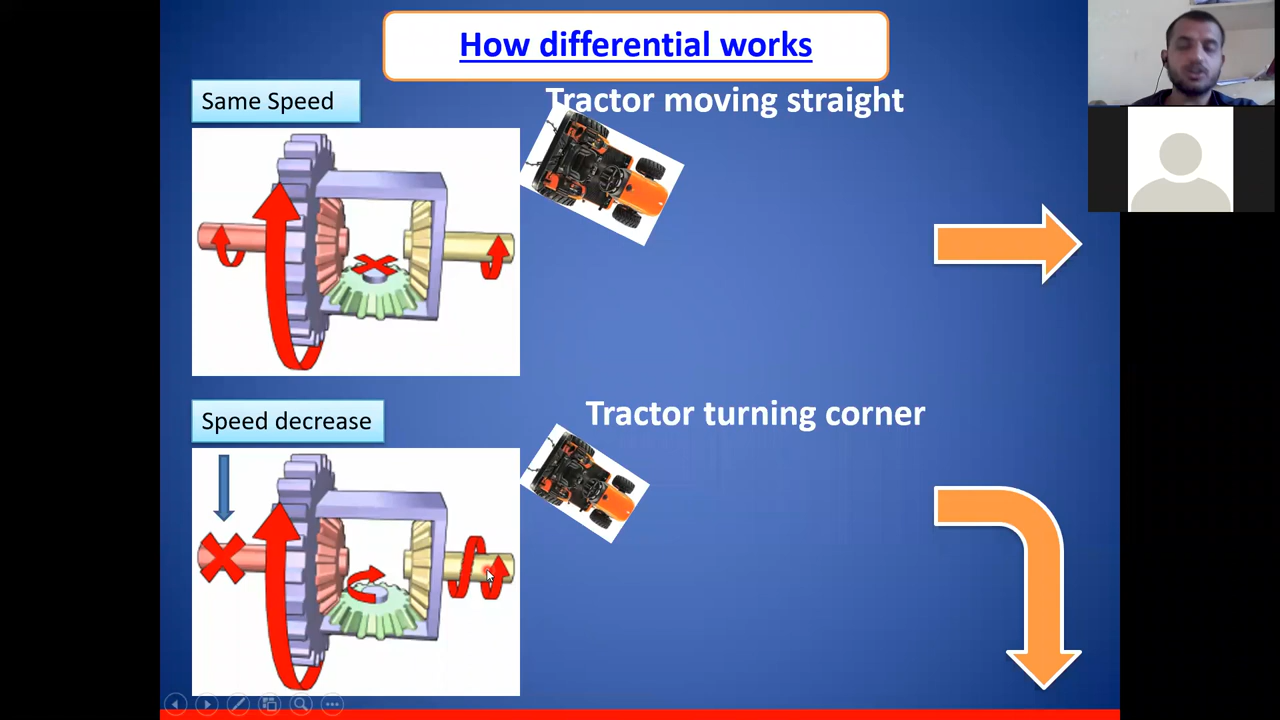 How differential works
Same Speed
Tractor moving straight
Speed decrease
Tractor turning corner